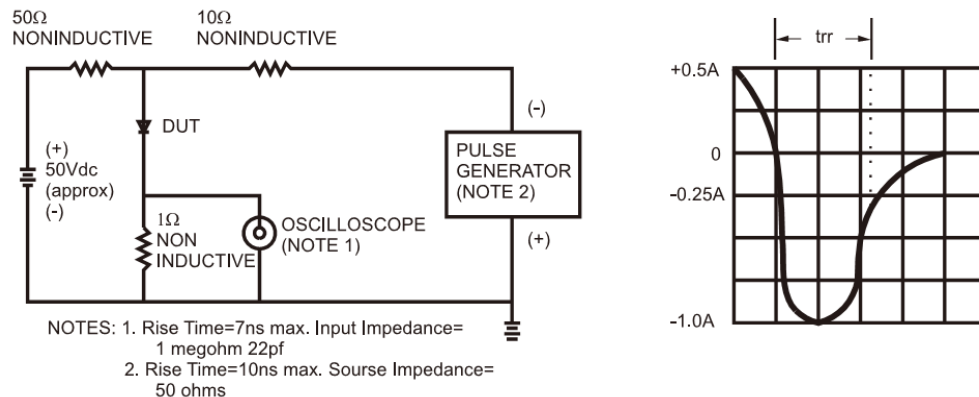 50Ω
NONINDUCTIVE
10Ω
NONINDUCTIVE
DUT
(+)
50Vdc
(approx)
(-)
1Ω
NON
INDUCTIVE
OSCILLOSCOPE
(NOTE 1)
(-)
PULSE
GENERATOR
(NOTE 2)
(+)
NOTES: 1. Rise Time=7ns max. Input Impedance=
1 megohm 22pf
2. Rise Time=10ns max. Sourse Impedance=
50 ohms
trr
+0.5A
0
-0.25A
-1.0A